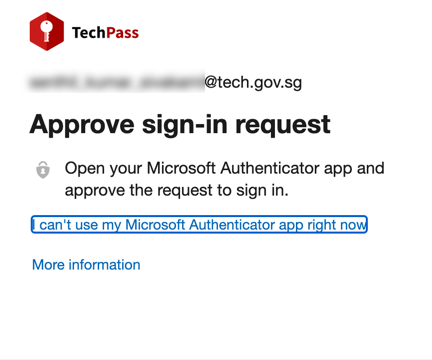 TechPass
@tech.gov.sg
Approve sign-in request
Open your Microsoft Authenticator app and
approve the request to sign in.
I can't use my Microsoft Authenticator app right now
More information